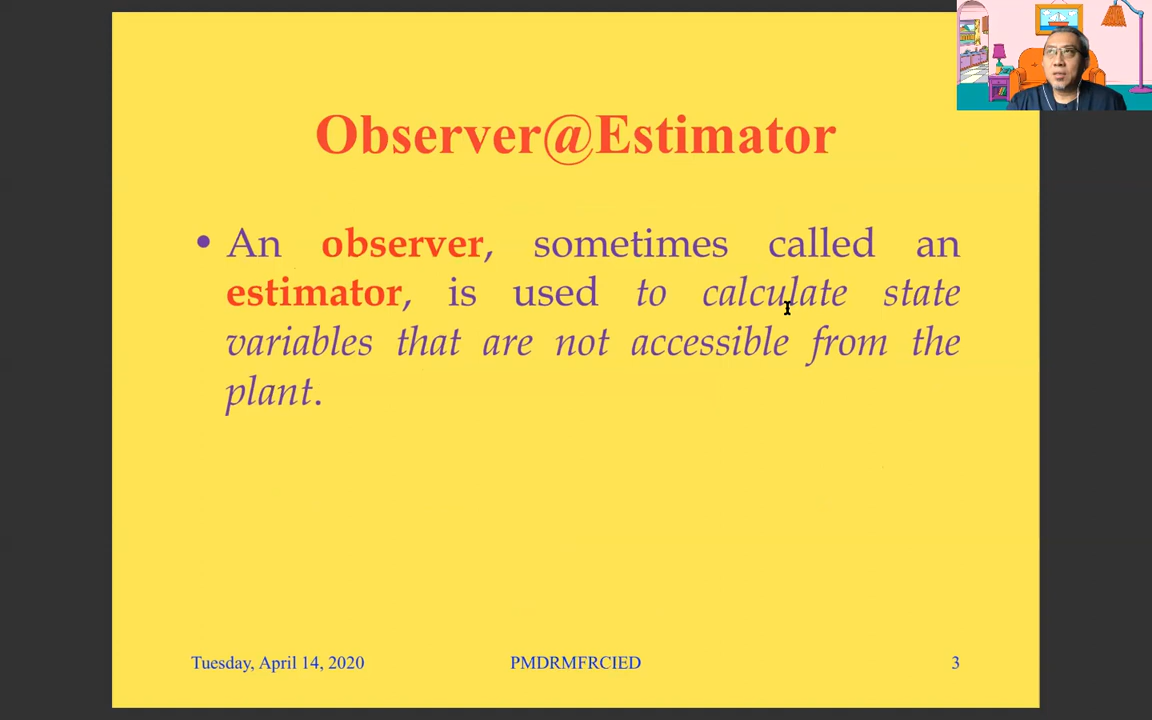 Observer@Estimator
• An observer, sometimes called an
estimator, is used to calculate state
variables that are not accessible from the
plant.
Tuesday, April 14, 2020 PMDRMFRCIED 3